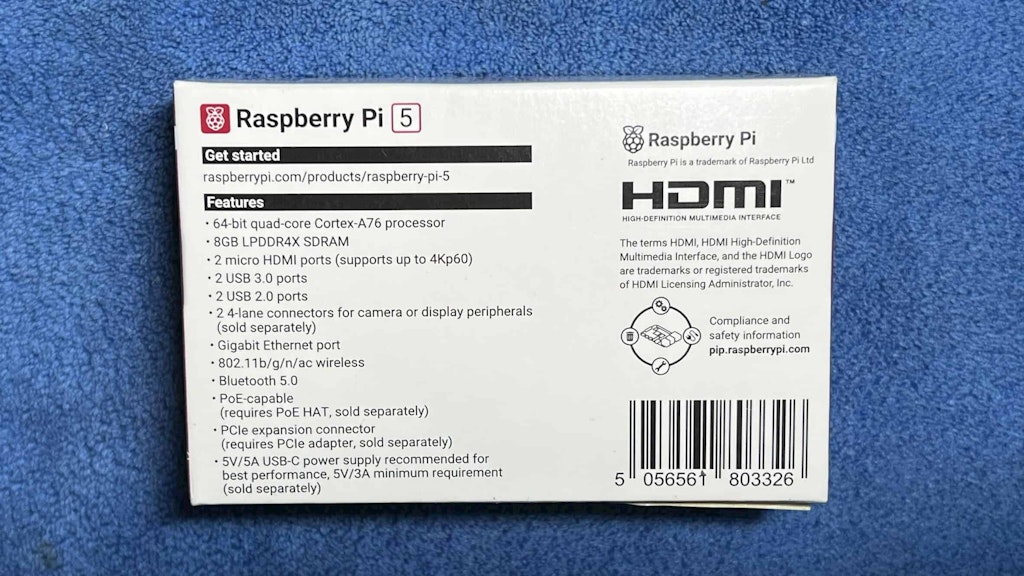 Raspberry Pi 5
Get started
raspberrypi.com/products/raspberry-pi-5
Features
· 64-bit quad-core Cortex-A76 processor
· 8GB LPDDR4X SDRAM
· 2 micro HDMI ports (supports up to 4Kp60)
· 2 USB 3.0 ports
· 2 USB 2.0 ports
· 2 4-lane connectors for camera or display peripherals
(sold separately)
· Gigabit Ethernet port
· 802.11b/g/n/ac wireless
· Bluetooth 5.0
· PoE-capable
(requires PoE HAT, sold separately)
· PCIe expansion connector
(requires PCIe adapter, sold separately)
· 5V/5A USB-C power supply recommended for
best performance, 5V/3A minimum requirement
(sold separately)
Raspberry Pi
Raspberry Pi is a trademark of Raspberry Pi Ltd
HDMI™
HIGH-DEFINITION MULTIMEDIA INTERFACE
The terms HDMI, HDMI High-Definition
Multimedia Interface, and the HDMI Logo
are trademarks or registered trademarks
of HDMI Licensing Administrator, Inc.
Compliance and
safety information
pip.raspberrypi.com
5 056561 803326